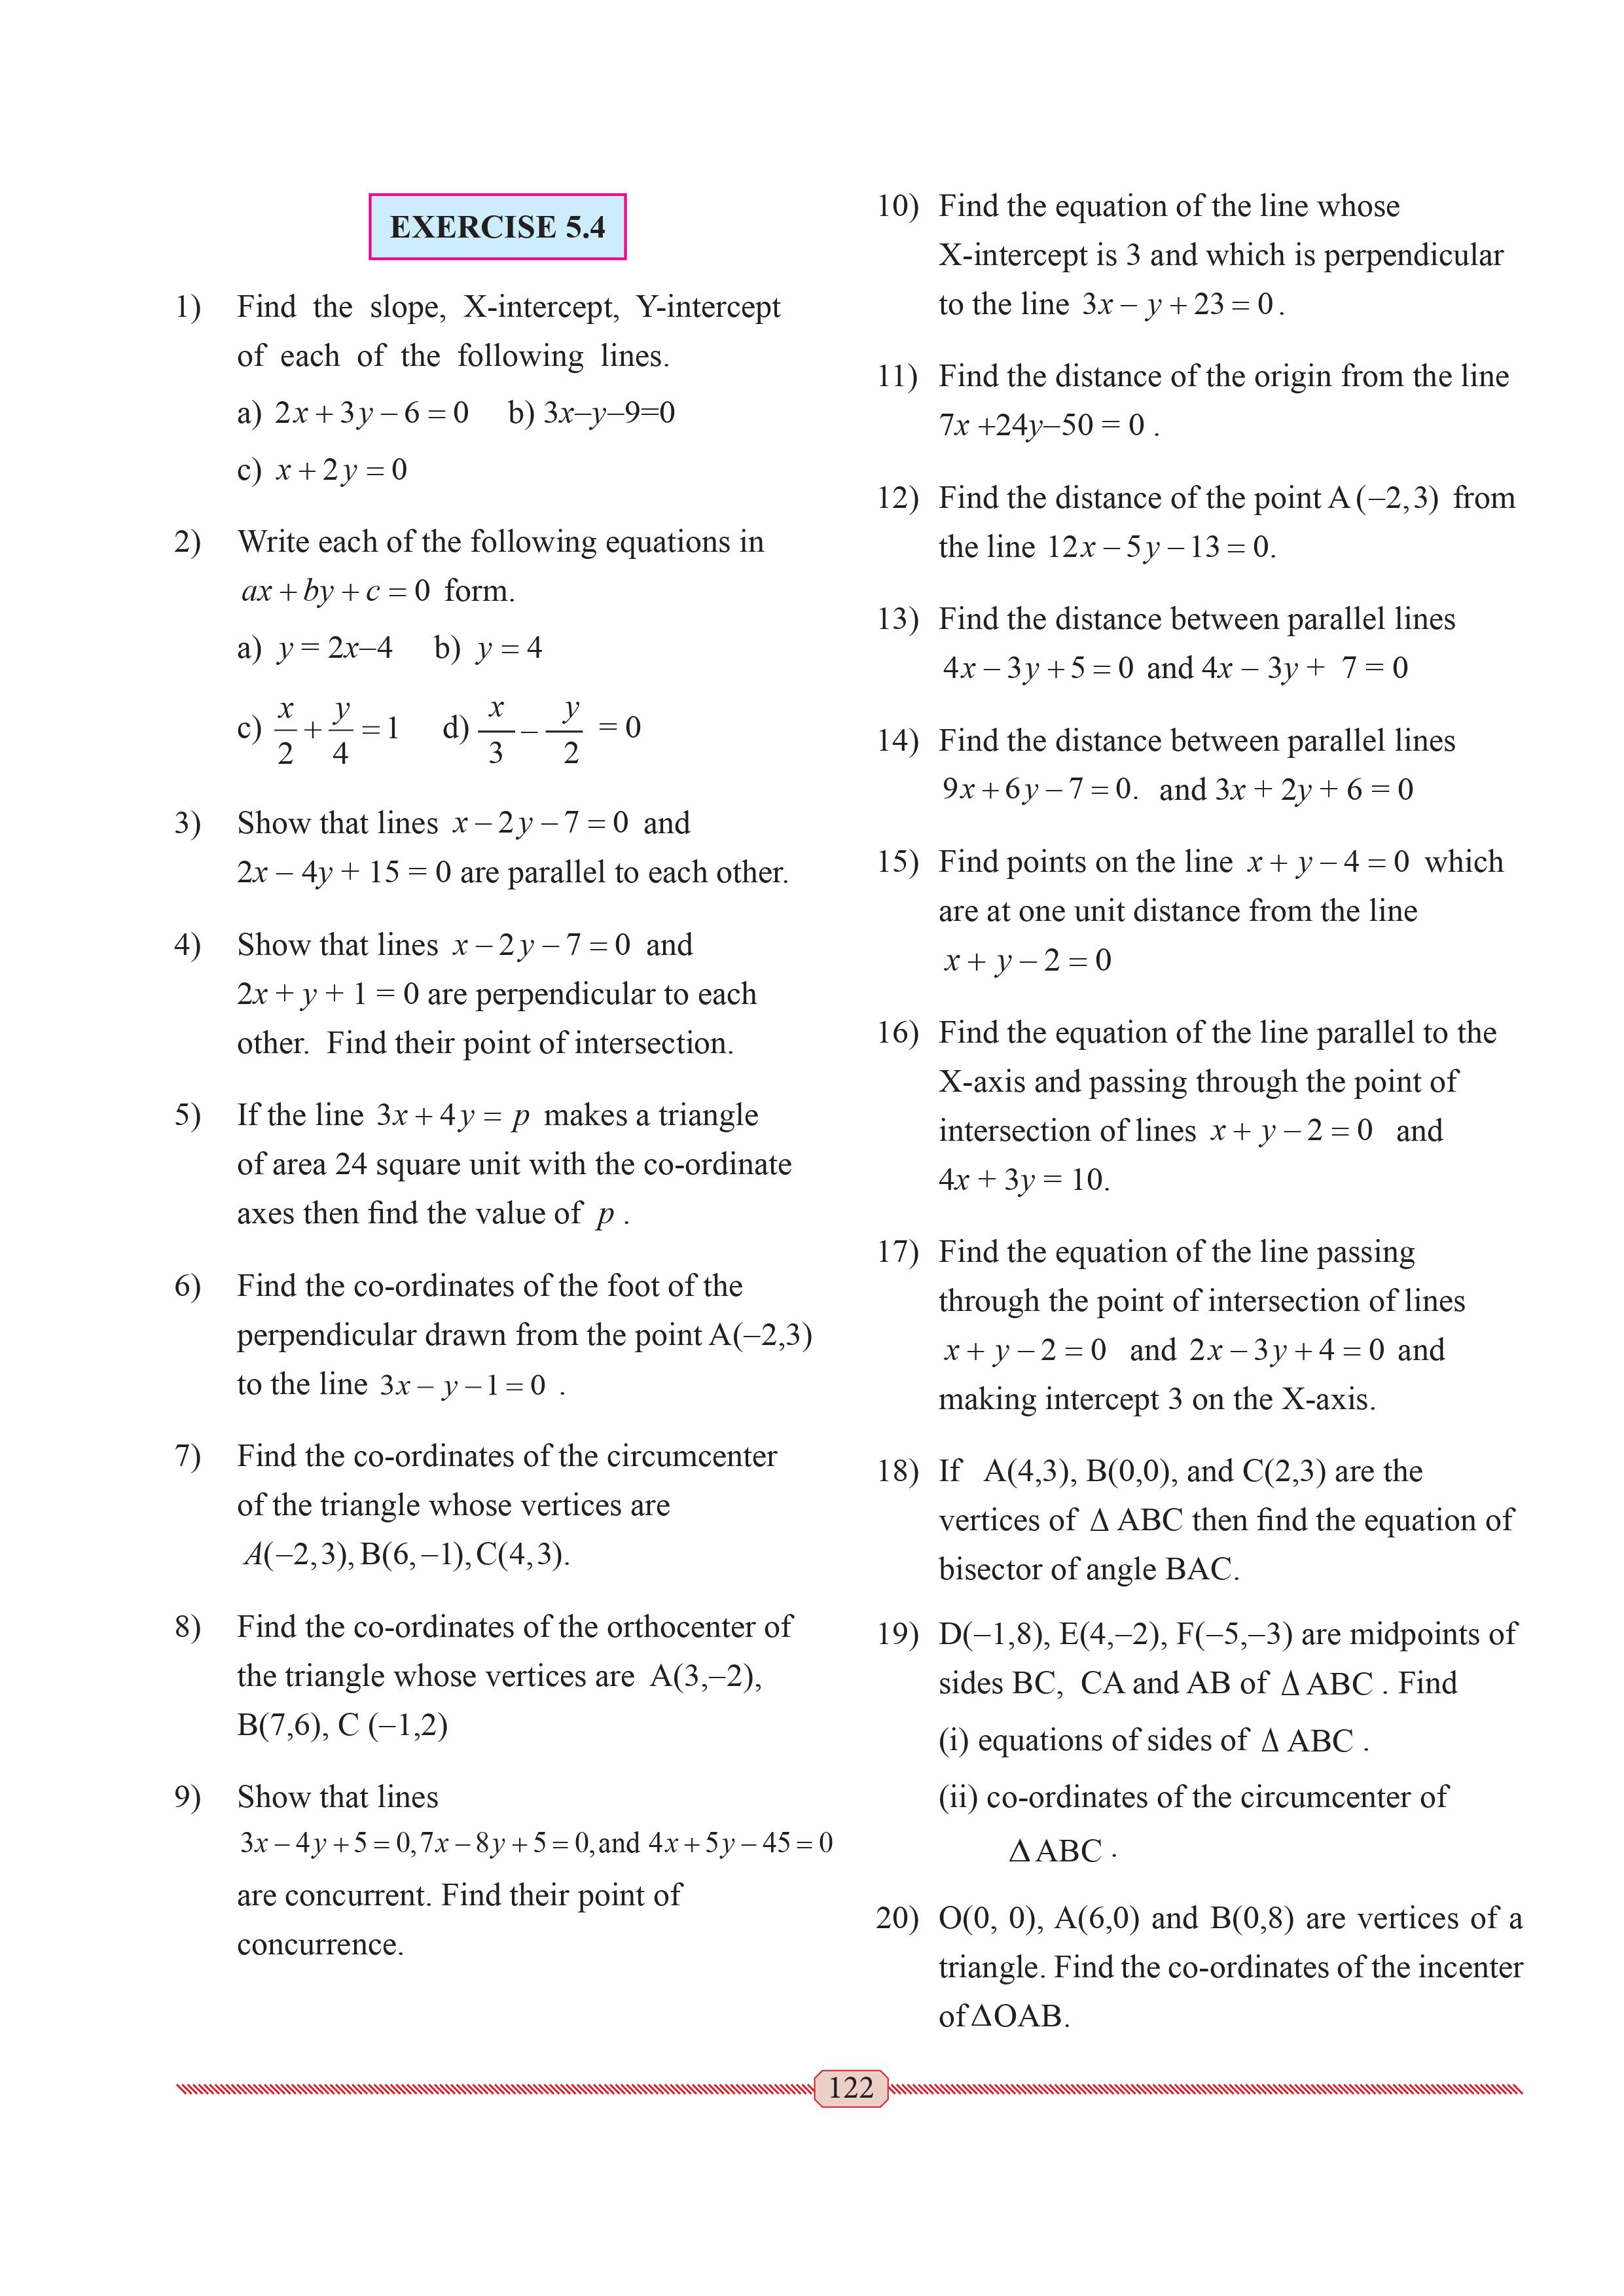 EXERCISE 5.4
1) Find the slope, X-intercept, Y-intercept
of each of the following lines.
a) 2x + 3y – 6 = 0 b) 3x–y–9=0
c) x + 2y = 0
2) Write each of the following equations in
ax + by + c = 0 form.
a) y = 2x–4 b) y = 4
c) x/2 + y/4 = 1 d) x/3 – y/2 = 0
3) Show that lines x – 2y – 7 = 0 and
2x – 4y + 15 = 0 are parallel to each other.
4) Show that lines x – 2y – 7 = 0 and
2x + y + 1 = 0 are perpendicular to each
other. Find their point of intersection.
5) If the line 3x + 4y = p makes a triangle
of area 24 square unit with the co-ordinate
axes then find the value of p .
6) Find the co-ordinates of the foot of the
perpendicular drawn from the point A(–2,3)
to the line 3x – y – 1 = 0 .
7) Find the co-ordinates of the circumcenter
of the triangle whose vertices are
A(–2,3), B(6,–1), C(4,3).
8) Find the co-ordinates of the orthocenter of
the triangle whose vertices are A(3,–2),
B(7,6), C (–1,2)
9) Show that lines
3x – 4y + 5 = 0, 7x – 8y + 5 = 0, and 4x + 5y – 45 = 0
are concurrent. Find their point of
concurrence.
10) Find the equation of the line whose
X-intercept is 3 and which is perpendicular
to the line 3x – y + 23 = 0 .
11) Find the distance of the origin from the line
7x +24y–50 = 0 .
12) Find the distance of the point A (–2,3) from
the line 12x – 5y – 13 = 0.
13) Find the distance between parallel lines
4x – 3y + 5 = 0 and 4x – 3y + 7 = 0
14) Find the distance between parallel lines
9x + 6y – 7 = 0. and 3x + 2y + 6 = 0
15) Find points on the line x + y – 4 = 0 which
are at one unit distance from the line
x + y – 2 = 0
16) Find the equation of the line parallel to the
X-axis and passing through the point of
intersection of lines x + y – 2 = 0 and
4x + 3y = 10.
17) Find the equation of the line passing
through the point of intersection of lines
x + y – 2 = 0 and 2x – 3y + 4 = 0 and
making intercept 3 on the X-axis.
18) If A(4,3), B(0,0), and C(2,3) are the
vertices of Δ ABC then find the equation of
bisector of angle BAC.
19) D(–1,8), E(4,–2), F(–5,–3) are midpoints of
sides BC, CA and AB of Δ ABC . Find
(i) equations of sides of Δ ABC .
(ii) co-ordinates of the circumcenter of
Δ ABC .
20) O(0, 0), A(6,0) and B(0,8) are vertices of a
triangle. Find the co-ordinates of the incenter
of ΔOAB.
122